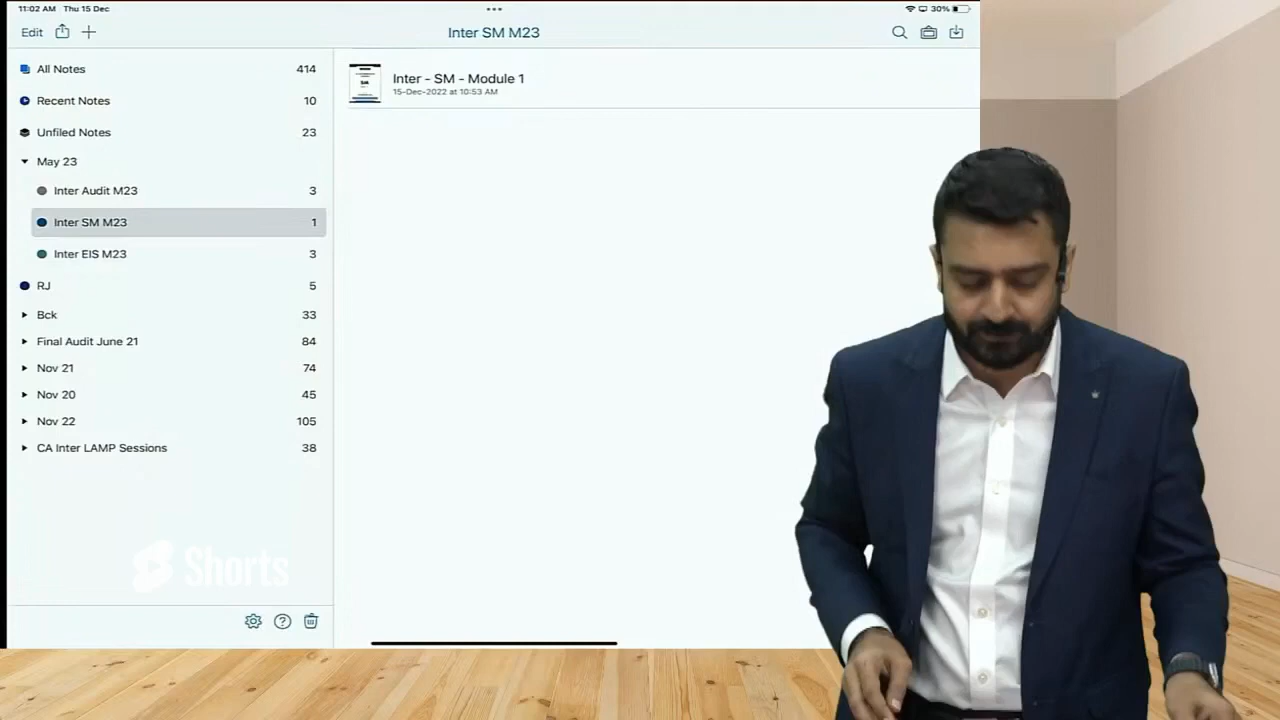 11:02 AM Thu 15 Dec
30%
Edit
Inter SM M23
All Notes 414
Recent Notes 10
Unfiled Notes 23
May 23
Inter Audit M23 3
Inter SM M23 1
Inter EIS M23 3
RJ 5
Bck 33
Final Audit June 21 84
Nov 21 74
Nov 20 45
Nov 22 105
CA Inter LAMP Sessions 38
Inter - SM - Module 1
15-Dec-2022 at 10:53 AM
Shorts